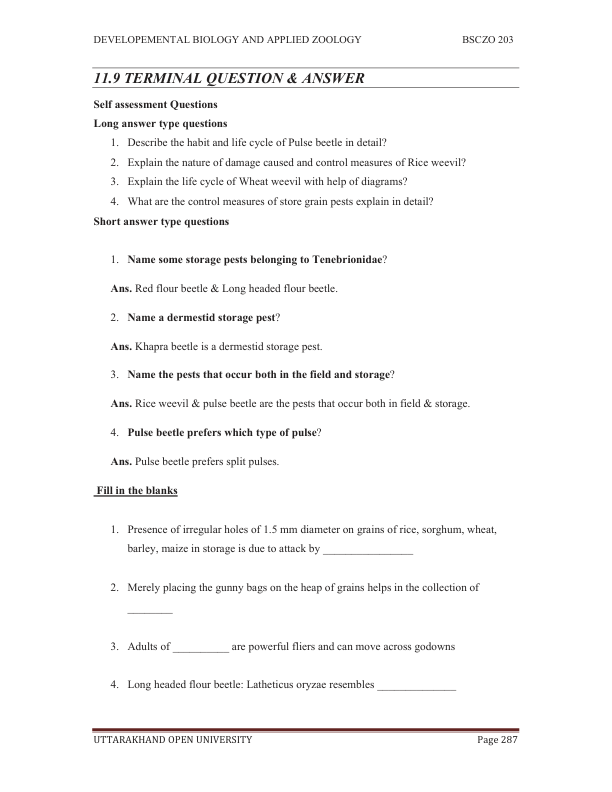 DEVELOPEMENTAL BIOLOGY AND APPLIED ZOOLOGY BSCZO 203
11.9 TERMINAL QUESTION & ANSWER
Self assessment Questions
Long answer type questions
1. Describe the habit and life cycle of Pulse beetle in detail?
2. Explain the nature of damage caused and control measures of Rice weevil?
3. Explain the life cycle of Wheat weevil with help of diagrams?
4. What are the control measures of store grain pests explain in detail?
Short answer type questions
1. Name some storage pests belonging to Tenebrionidae?
Ans. Red flour beetle & Long headed flour beetle.
2. Name a dermestid storage pest?
Ans. Khapra beetle is a dermestid storage pest.
3. Name the pests that occur both in the field and storage?
Ans. Rice weevil & pulse beetle are the pests that occur both in field & storage.
4. Pulse beetle prefers which type of pulse?
Ans. Pulse beetle prefers split pulses.
Fill in the blanks
1. Presence of irregular holes of 1.5 mm diameter on grains of rice, sorghum, wheat,
barley, maize in storage is due to attack by ________________
2. Merely placing the gunny bags on the heap of grains helps in the collection of
________
3. Adults of __________ are powerful fliers and can move across godowns
4. Long headed flour beetle: Latheticus oryzae resembles ______________
UTTARAKHAND OPEN UNIVERSITY Page 287